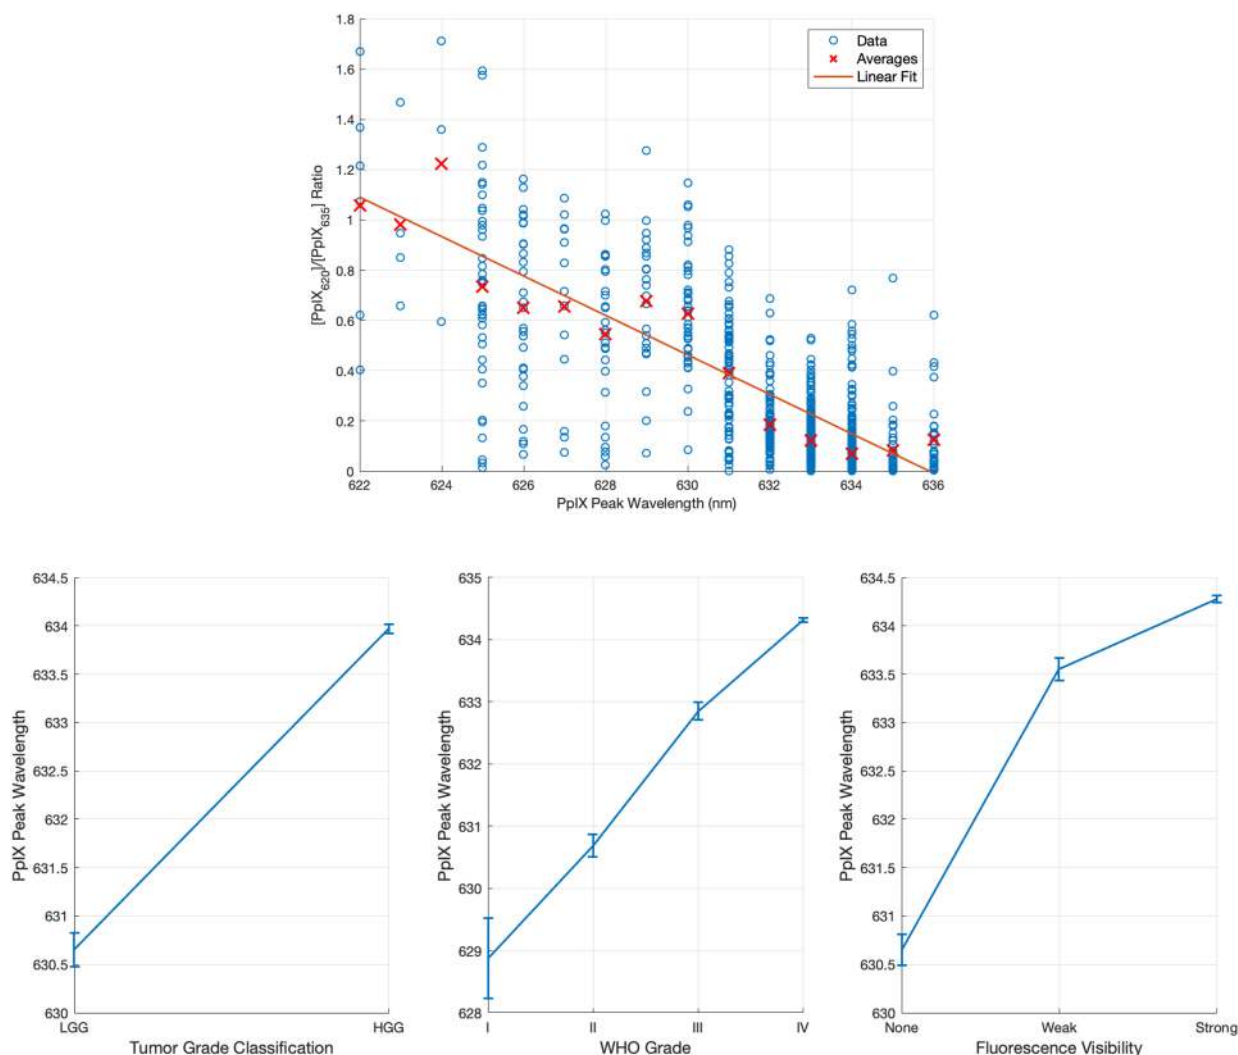 1.8
1.6
1.4
1.2
1
0.8
0.6
0.4
0.2
0
[PpIX620]/[PpIX635] Ratio
Data
Averages
Linear Fit
622 624 626 628 630 632 634 636
PpIX Peak Wavelength (nm)
634.5
634
633.5
633
632.5
632
631.5
631
630.5
630
PpIX Peak Wavelength
LGG HGG
Tumor Grade Classification
635
634
633
632
631
630
629
628
PpIX Peak Wavelength
I II III IV
WHO Grade
634.5
634
633.5
633
632.5
632
631.5
631
630.5
630
PpIX Peak Wavelength
None Weak Strong
Fluorescence Visibility